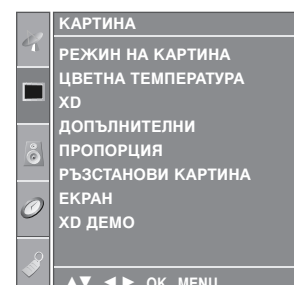 КАРТИНА
РЕЖИН НА КАРТИНА
ЦВЕТНА ТЕМПЕРАТУРА
XD
ДОПЪЛНИТЕЛНИ
ПРОПОРЦИЯ
РЪЗСТАНОВИ КАРТИНА
ЕКРАН
XD ДЕМО
▲▼ ◄ ► OK MENU